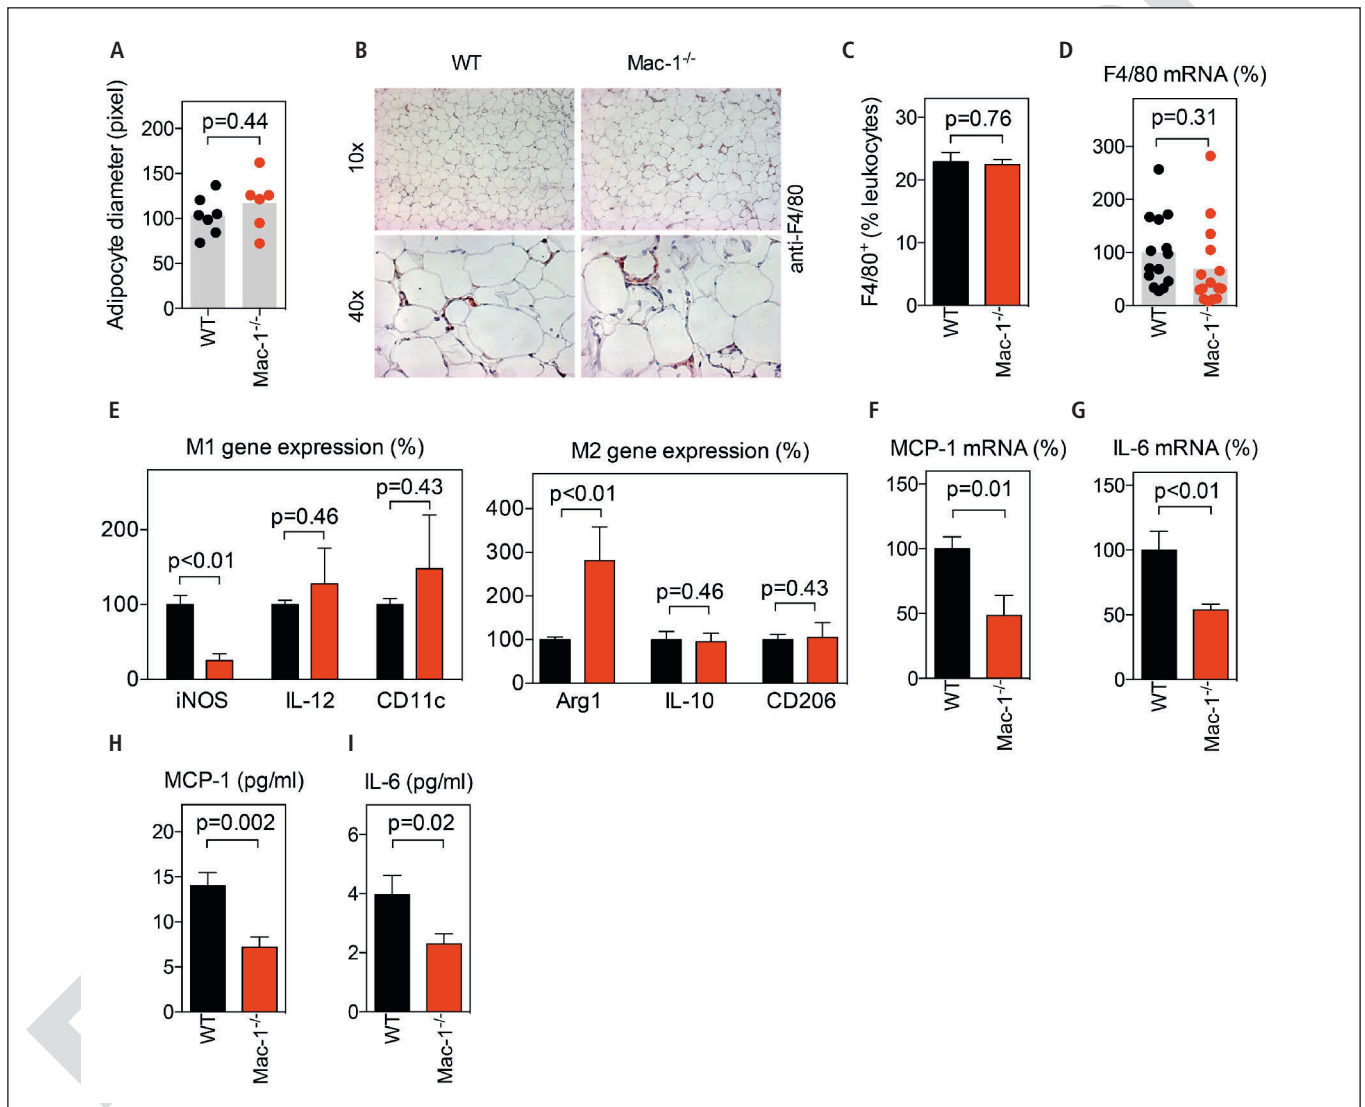 A
Adipocyte diameter (pixel)
200
150
100
50
0
p=0.44
WT
Mac-1-/-
B
WT
Mac-1-/-
10x
40x
anti-F4/80
C
F4/80+ (% leukocytes)
30
20
10
0
p=0.76
WT
Mac-1-/-
D
F4/80 mRNA (%)
300
200
100
0
p=0.31
WT
Mac-1-/-
E
M1 gene expression (%)
200
100
0
p<0.01
p=0.46
p=0.43
iNOS
IL-12
CD11c
M2 gene expression (%)
400
300
200
100
0
p<0.01
p=0.46
p=0.43
Arg1
IL-10
CD206
F
MCP-1 mRNA (%)
150
100
50
0
p=0.01
WT
Mac-1-/-
G
IL-6 mRNA (%)
150
100
50
0
p<0.01
WT
Mac-1-/-
H
MCP-1 (pg/ml)
20
15
10
5
0
p=0.002
WT
Mac-1-/-
I
IL-6 (pg/ml)
6
4
2
0
p=0.02
WT
Mac-1-/-